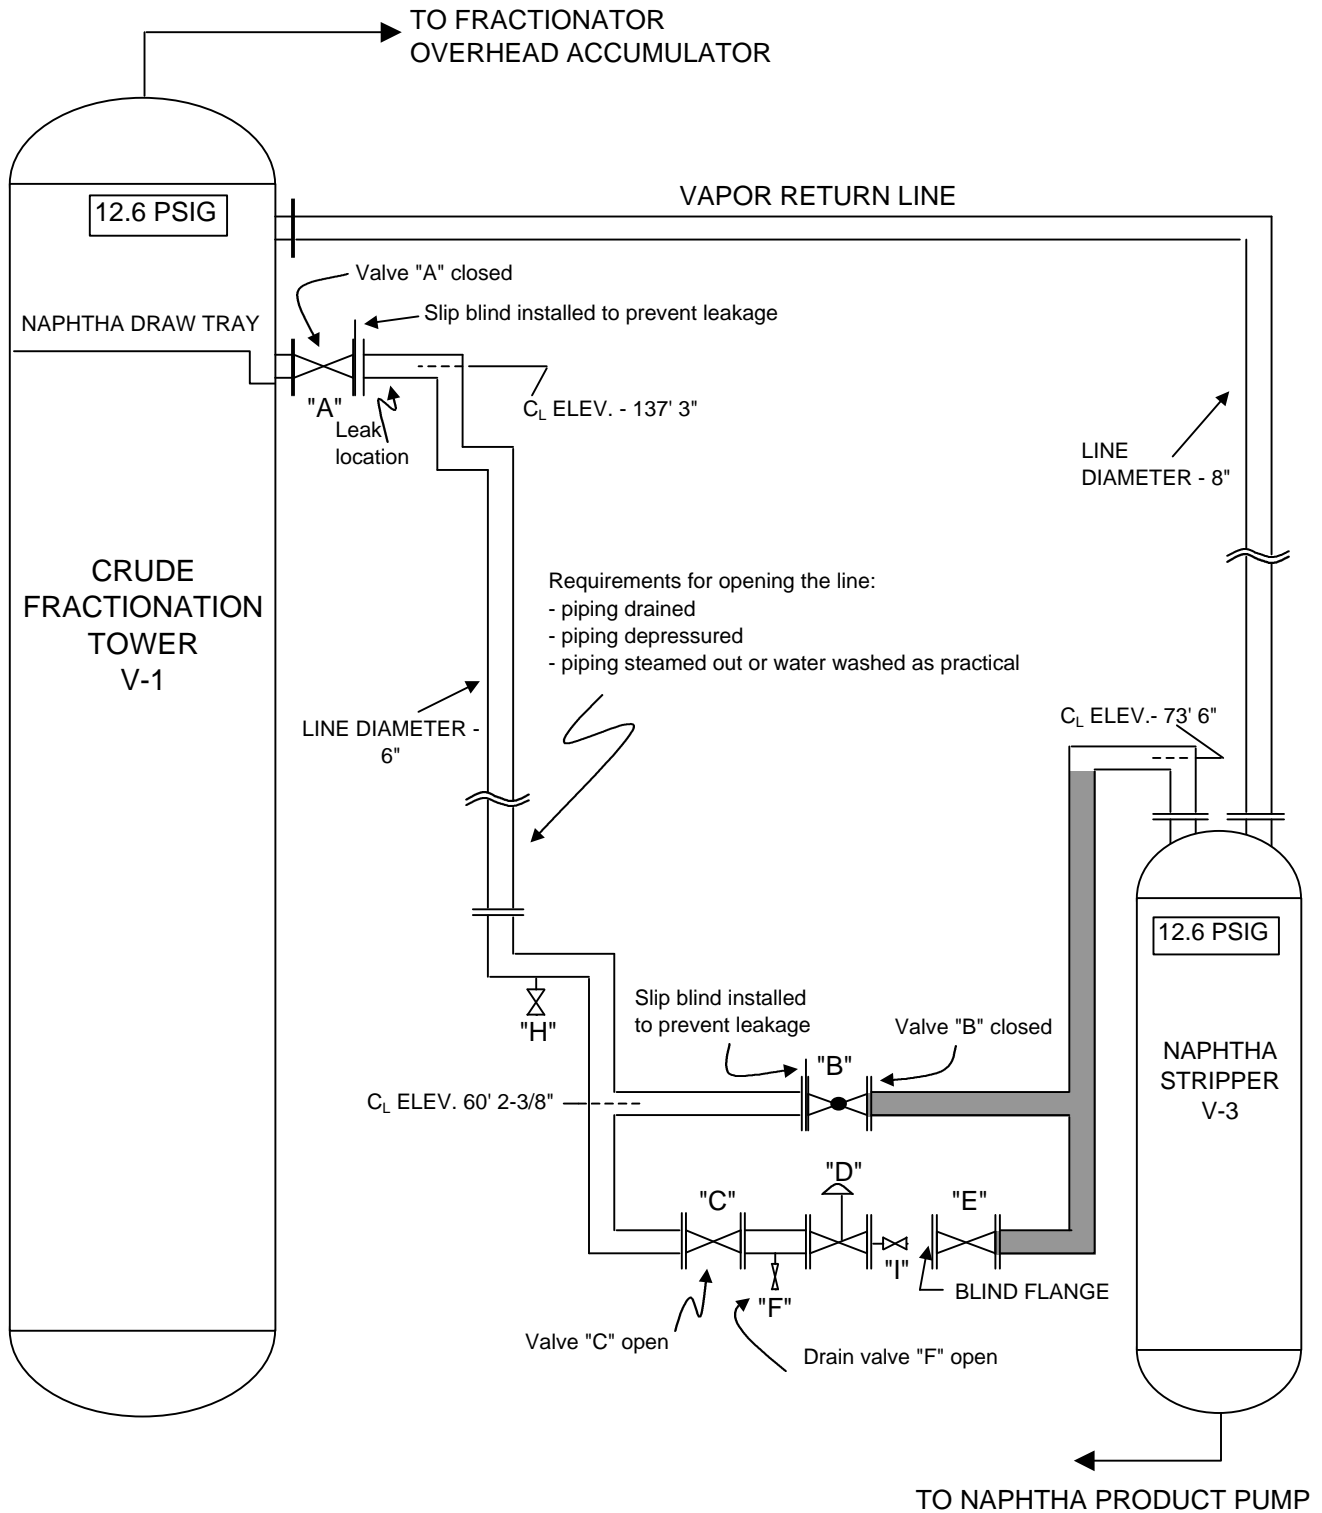 TO FRACTIONATOR
OVERHEAD ACCUMULATOR
12.6 PSIG
VAPOR RETURN LINE
Valve "A" closed
Slip blind installed to prevent leakage
NAPHTHA DRAW TRAY
"A"
CL ELEV. - 137' 3"
Leak
location
LINE
DIAMETER - 8"
CRUDE
FRACTIONATION
TOWER
V-1
Requirements for opening the line:
- piping drained
- piping depressured
- piping steamed out or water washed as practical
LINE DIAMETER -
6"
CL ELEV.- 73' 6"
12.6 PSIG
"H"
Slip blind installed
to prevent leakage
"B"
Valve "B" closed
NAPHTHA
STRIPPER
V-3
CL ELEV. 60' 2-3/8"
"C"
"D"
"E"
"I"
"F"
BLIND FLANGE
Valve "C" open
Drain valve "F" open
TO NAPHTHA PRODUCT PUMP